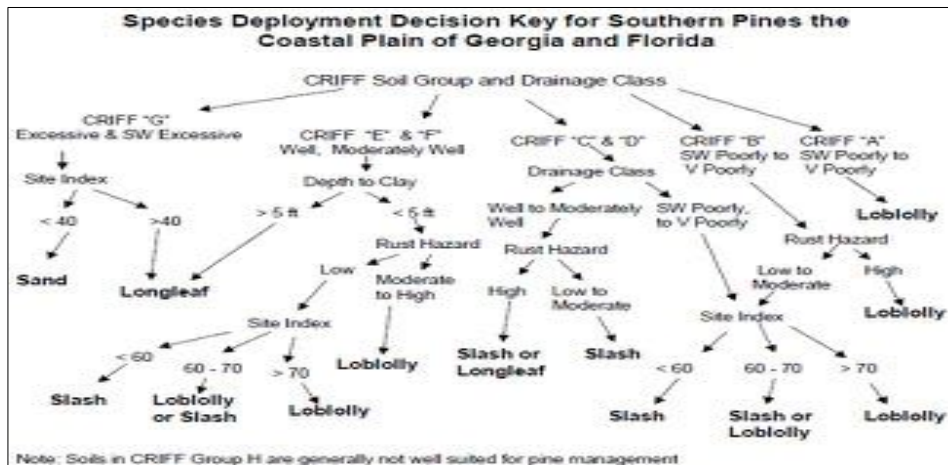 Species Deployment Decision Key for Southern Pines the
Coastal Plain of Georgia and Florida
CRIFF Soil Group and Drainage Class
CRIFF "G"
Excessive & SW Excessive
CRIFF "E" & "F"
Well, Moderately Well
CRIFF "C" & "D"
CRIFF "B"
SW Poorly to
V Poorly
CRIFF "A"
SW Poorly to
V Poorly
Site Index
Depth to Clay
Drainage Class
< 40
>40
> 5 ft
< 5 ft
Well to Moderately
Well
SW Poorly,
to V Poorly
Loblolly
Sand
Longleaf
Rust Hazard
Low
Moderate
to High
Rust Hazard
High
Low to
Moderate
Rust Hazard
Low to
Moderate
High
Loblolly
Site Index
Loblolly
Slash or
Longleaf
Slash
Site Index
< 60
60 - 70
> 70
< 60
60 - 70
> 70
Slash
Loblolly
or Slash
Loblolly
Slash
Slash or
Loblolly
Loblolly
Note: Soils in CRIFF Group H are generally not well suited for pine management